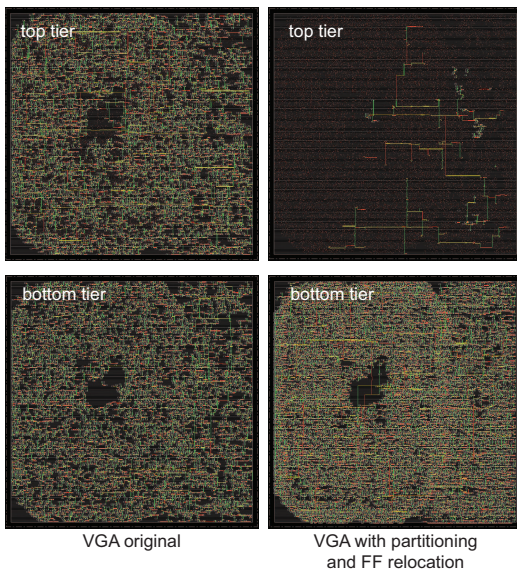 top tier
top tier
bottom tier
bottom tier
VGA original
VGA with partitioning
and FF relocation